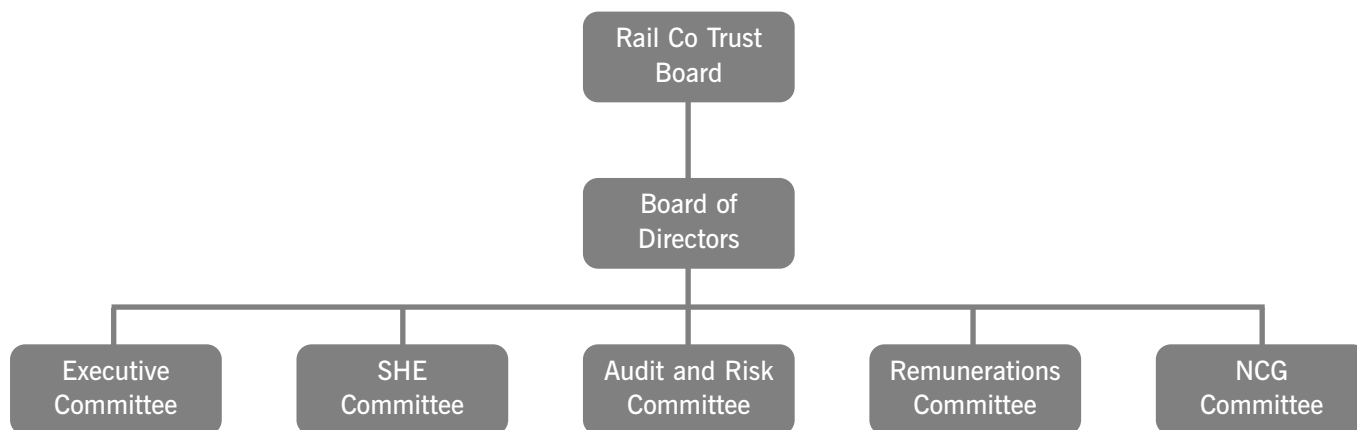 Rail Co Trust
Board
Board of
Directors
Executive
Committee
SHE
Committee
Audit and Risk
Committee
Remunerations
Committee
NCG
Committee